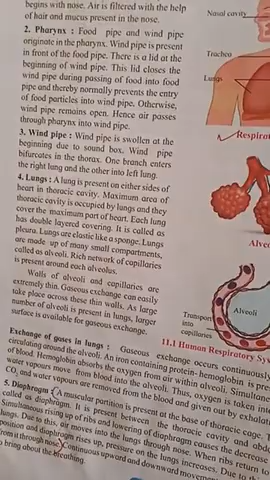 begins with nose. Air is filtered with the help
of hair and mucus present in the nose.
2. Pharynx : Food pipe and wind pipe
originate in the pharynx. Wind pipe is present
in front of the food pipe. There is a lid at the
beginning of wind pipe. This lid closes the
wind pipe during passing of food into food
pipe and thereby normally prevents the entry
of food particles into wind pipe. Otherwise,
wind pipe remains open. Hence air passes
through pharynx into wind pipe.
3. Wind pipe : Wind pipe is swollen at the
beginning due to sound box. Wind pipe
bifurcates in the thorax. One branch enters
the right lung and the other into left lung.
4. Lungs : A lung is present on either sides of
heart in thoracic cavity. Maximum area of
thoracic cavity is occupied by lungs and they
cover the maximum part of heart. Each lung
has double layered covering. It is called as
pleura. Lungs are elastic like a sponge. Lungs
are made up of many small compartments,
called as alveoli. Rich network of capillaries
is present around each alveolus.
Walls of alveoli and capillaries are
extremely thin. Gaseous exchange can easily
take place across these thin walls. As large
number of alveoli is present in lungs, larger
surface is available for gaseous exchange.
Nasal cavity
Trachea
Lungs
Respirat
Alve
Alveoli
Transport
into
capillaries
11.1 Human Respiratory Sy
Exchange of gases in lungs : Gaseous exchange occurs continuously
circulating around the alveoli. An iron containing protein- hemoglobin is pre
of blood. Hemoglobin absorbs the oxygen from air within alveoli. Simultane
water vapours move from blood into the alveoli. Thus, oxygen is taken into
CO2 and water vapours are removed from the blood and given out by exhalat
5. Diaphragm : A muscular partition is present at the base of thoracic cage. T
called as diaphragm. It is present between the thoracic cavity and abd
Simultaneous rising up of ribs and lowering of diaphragm causes the decrea
lungs. Due to this, air moves into the lungs through nose. When ribs return to
position and diaphragm rises up, pressure on the lungs increases. Due to th
from it through nose. Continuous upward and downward movemen
o bring about the breathing.